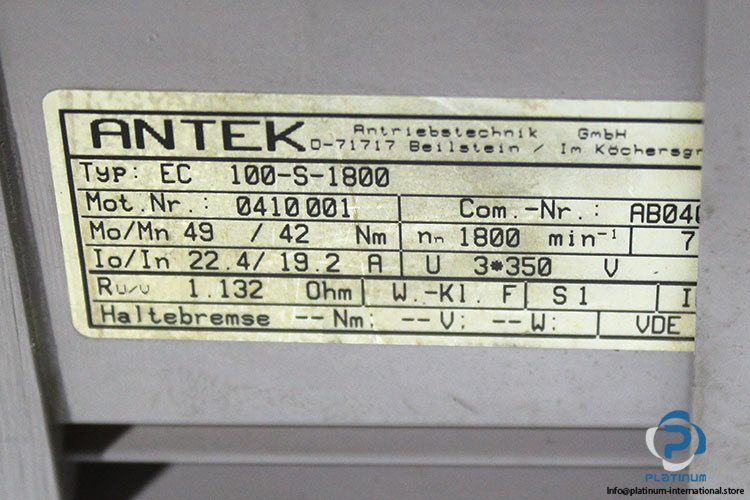 ANTEK Antriebstechnik GmbH
D-71717 Beilstein / Im Köchersgr
Typ: EC 100-S-1800
Mot.Nr.: 0410001 Com.-Nr.: AB040
Mo/Mn 49 / 42 Nm nn 1800 min⁻¹ 7
Io/In 22.4/ 19.2 A U 3*350 V
Ru/v 1.132 Ohm W.-Kl. F S1 I
Haltebremse --Nm: --V: --W: VDE
PLATINUM
Info@platinum-international.store